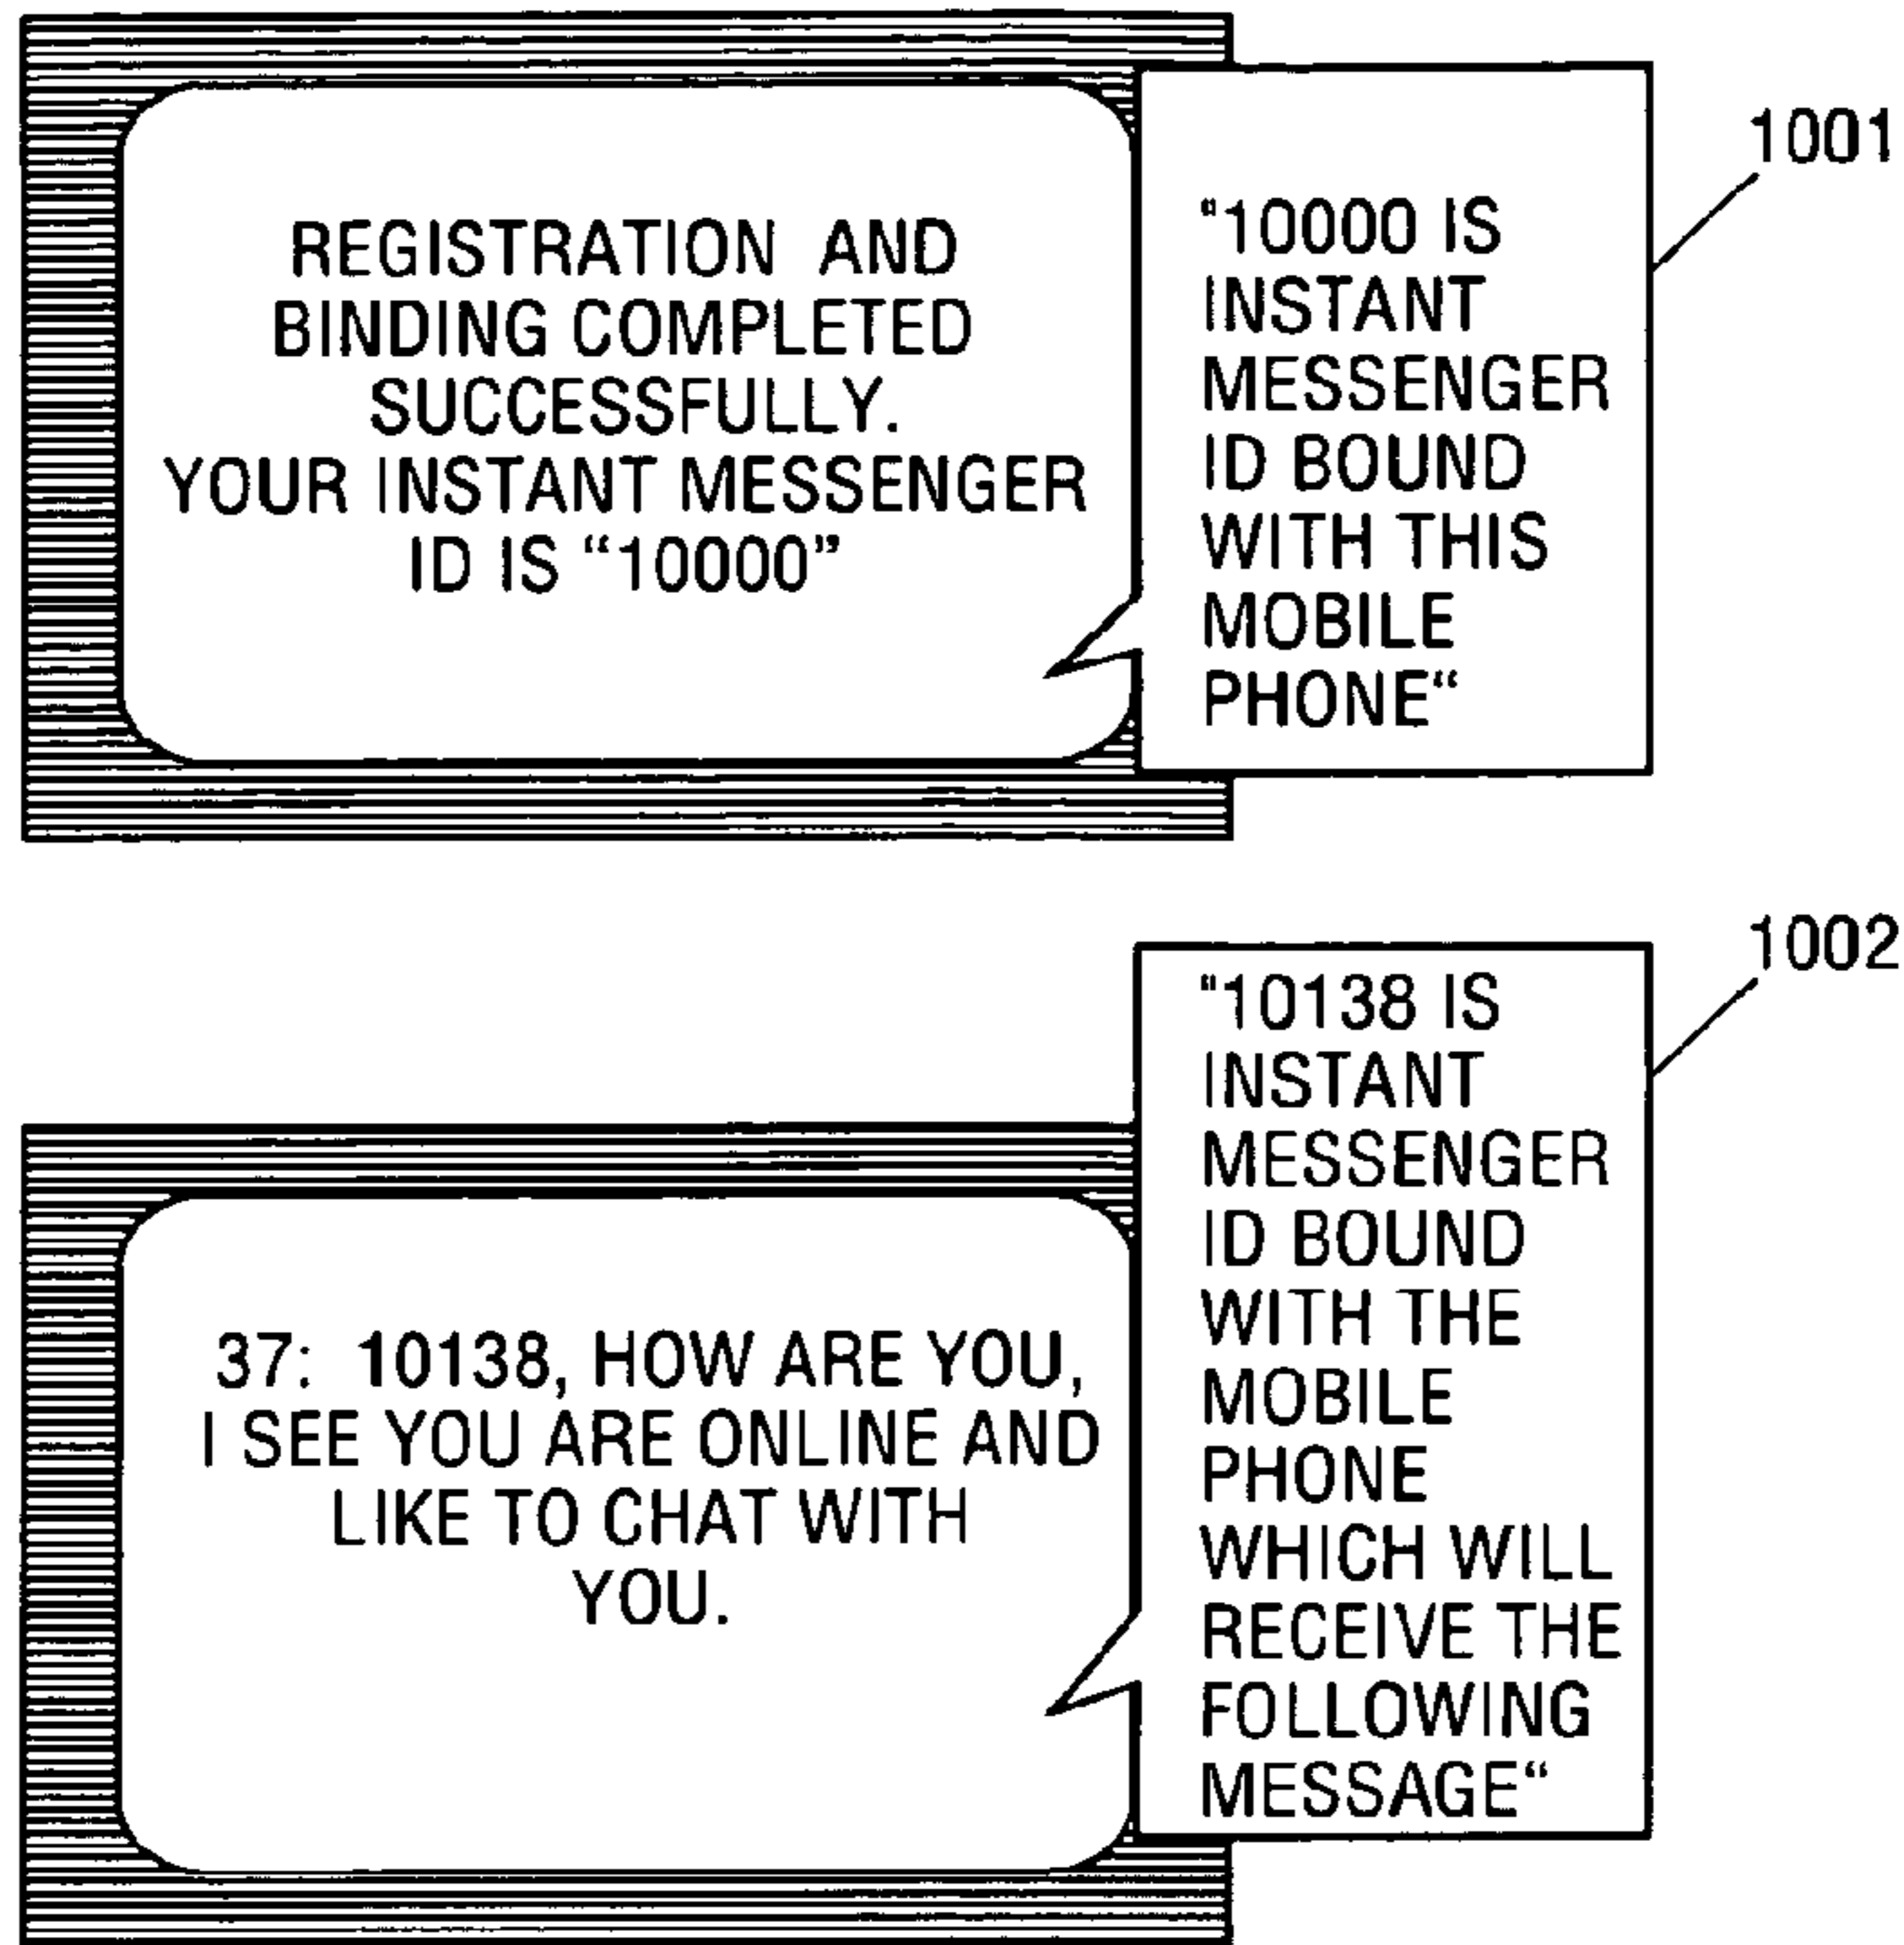 REGISTRATION AND
BINDING COMPLETED
SUCCESSFULLY.
YOUR INSTANT MESSENGER
ID IS “10000”
"10000 IS
INSTANT
MESSENGER
ID BOUND
WITH THIS
MOBILE
PHONE“
1001
37: 10138, HOW ARE YOU,
I SEE YOU ARE ONLINE AND
LIKE TO CHAT WITH
YOU.
"10138 IS
INSTANT
MESSENGER
ID BOUND
WITH THE
MOBILE
PHONE
WHICH WILL
RECEIVE THE
FOLLOWING
MESSAGE“
1002